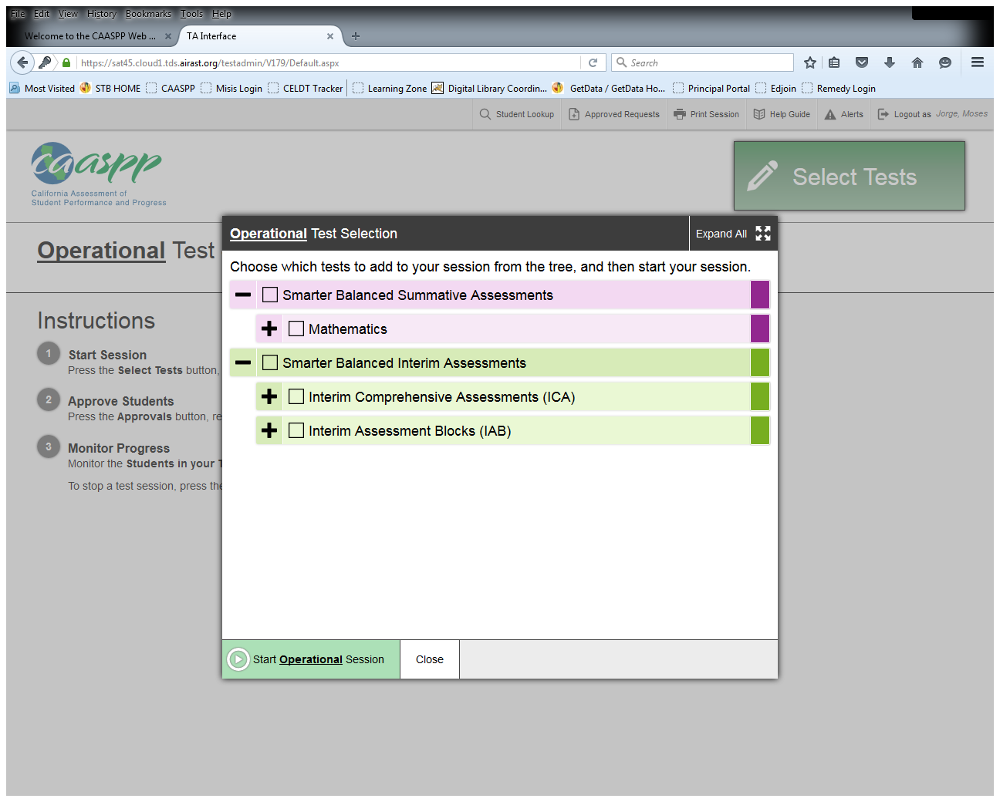 File Edit View History Bookmarks Tools Help
Welcome to the CAASPP Web ... × TA Interface × +
https://sat45.cloud1.tds.airast.org/testadmin/V179/Default.aspx Search
Most Visited STB HOME CAASPP Misis Login CELDT Tracker Learning Zone Digital Library Coordin... GetData / GetData Ho... Principal Portal Edjoin Remedy Login
Student Lookup Approved Requests Print Session Help Guide Alerts Logout as Jorge, Moses
caaspp
California Assessment of
Student Performance and Progress
Select Tests
Operational Test
Instructions
1 Start Session
Press the Select Tests button,
2 Approve Students
Press the Approvals button, re
3 Monitor Progress
Monitor the Students in your T
To stop a test session, press the
Operational Test Selection Expand All
Choose which tests to add to your session from the tree, and then start your session.
Smarter Balanced Summative Assessments
Mathematics
Smarter Balanced Interim Assessments
Interim Comprehensive Assessments (ICA)
Interim Assessment Blocks (IAB)
Start Operational Session Close